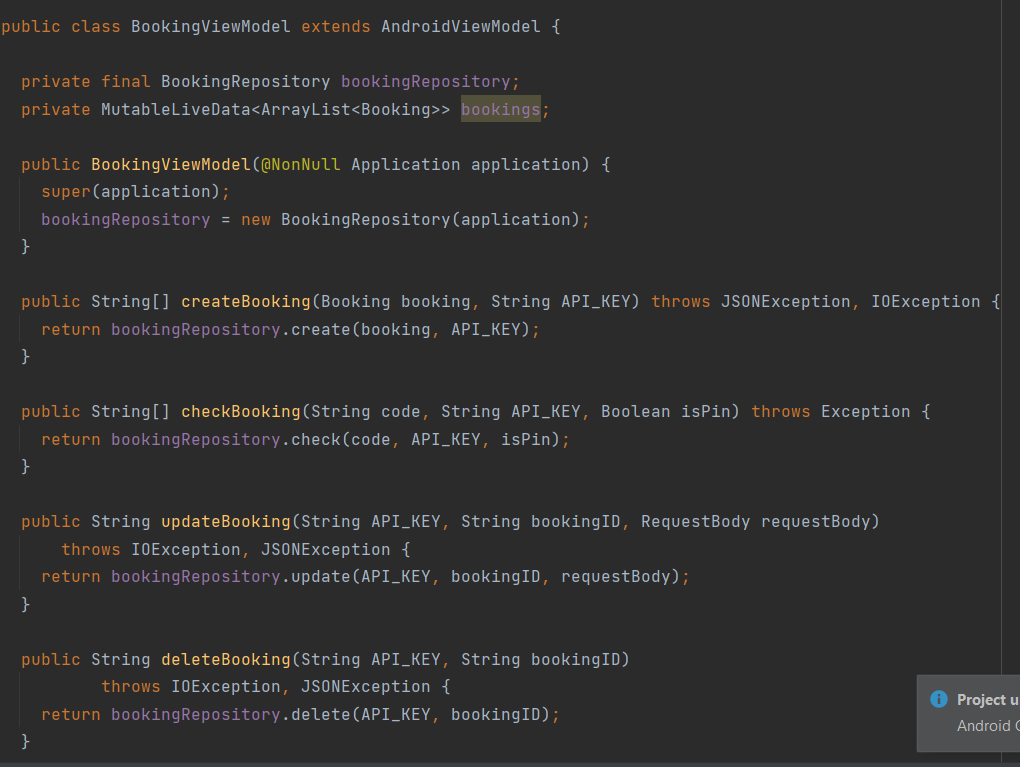 public class BookingViewModel extends AndroidViewModel {
private final BookingRepository bookingRepository;
private MutableLiveData<ArrayList<Booking>> bookings;
public BookingViewModel(@NonNull Application application) {
super(application);
bookingRepository = new BookingRepository(application);
}
public String[] createBooking(Booking booking, String API_KEY) throws JSONException, IOException {
return bookingRepository.create(booking, API_KEY);
}
public String[] checkBooking(String code, String API_KEY, Boolean isPin) throws Exception {
return bookingRepository.check(code, API_KEY, isPin);
}
public String updateBooking(String API_KEY, String bookingID, RequestBody requestBody)
throws IOException, JSONException {
return bookingRepository.update(API_KEY, bookingID, requestBody);
}
public String deleteBooking(String API_KEY, String bookingID)
throws IOException, JSONException {
return bookingRepository.delete(API_KEY, bookingID);
}
Project
Android